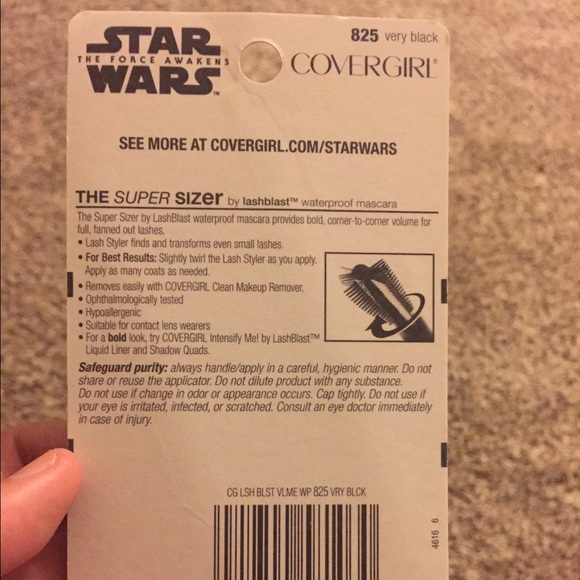 STAR
THE FORCE AWAKENS
WARS™
825 very black
COVERGIRL®
SEE MORE AT COVERGIRL.COM/STARWARS
THE SUPER SIZER by lashblast™ waterproof mascara
The Super Sizer by LashBlast waterproof mascara provides bold, corner-to-corner volume for
full, fanned out lashes.
• Lash Styler finds and transforms even small lashes.
• For Best Results: Slightly twirl the Lash Styler as you apply.
Apply as many coats as needed.
• Removes easily with COVERGIRL Clean Makeup Remover.
• Ophthalmologically tested
• Hypoallergenic
• Suitable for contact lens wearers
• For a bold look, try COVERGIRL Intensify Me! by LashBlast™
Liquid Liner and Shadow Quads.
Safeguard purity: always handle/apply in a careful, hygienic manner. Do not
share or reuse the applicator. Do not dilute product with any substance.
Do not use if change in odor or appearance occurs. Cap tightly. Do not use if
your eye is irritated, infected, or scratched. Consult an eye doctor immediately
in case of injury.
CG LSH BLST VLME WP 825 VRY BLCK
4616 6